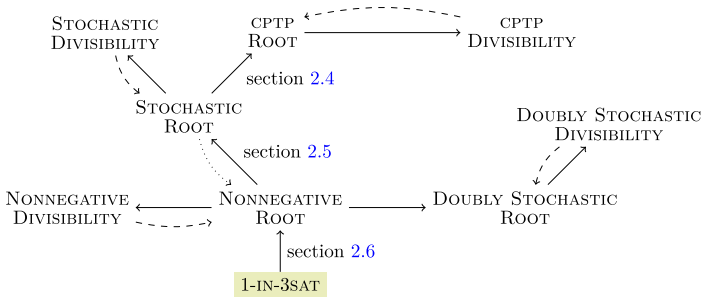 STOCHASTIC
DIVISIBILITY
CPTP
ROOT
CPTP
DIVISIBILITY
section 2.4
STOCHASTIC
ROOT
DOUBLY STOCHASTIC
DIVISIBILITY
section 2.5
NONNEGATIVE
DIVISIBILITY
NONNEGATIVE
ROOT
DOUBLY STOCHASTIC
ROOT
section 2.6
1-IN-3SAT